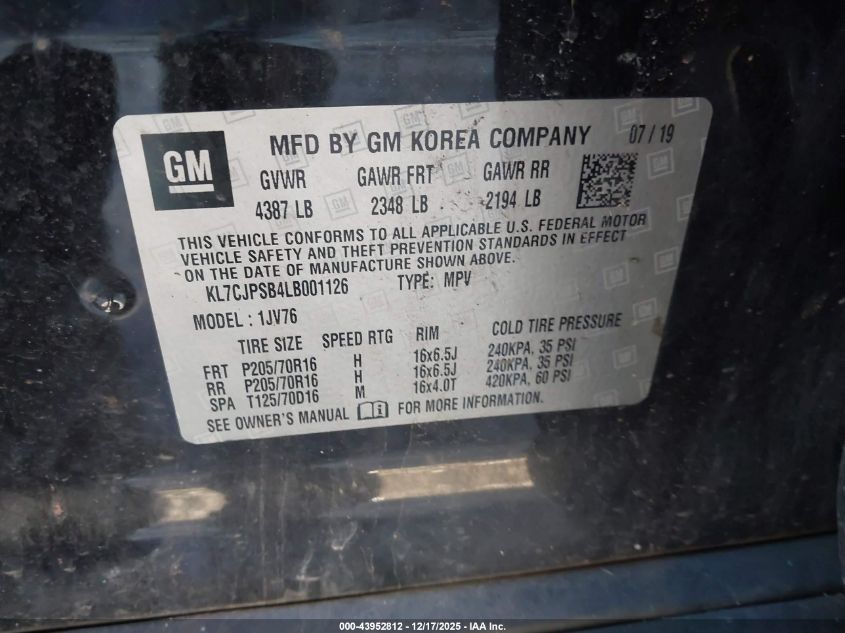 MFD BY GM KOREA COMPANY 07/19
GM
GVWR GAWR FRT GAWR RR
4387 LB 2348 LB 2194 LB
THIS VEHICLE CONFORMS TO ALL APPLICABLE U.S. FEDERAL MOTOR
VEHICLE SAFETY AND THEFT PREVENTION STANDARDS IN EFFECT
ON THE DATE OF MANUFACTURE SHOWN ABOVE.
KL7CJPSB4LB001126 TYPE: MPV
MODEL : 1JV76
TIRE SIZE SPEED RTG RIM COLD TIRE PRESSURE
FRT P205/70R16 H 16x6.5J 240KPA, 35 PSI
RR P205/70R16 H 16x6.5J 240KPA, 35 PSI
SPA T125/70D16 M 16x4.0T 420KPA, 60 PSI
SEE OWNER'S MANUAL FOR MORE INFORMATION.
000-43952812 - 12/17/2025 - IAA Inc.